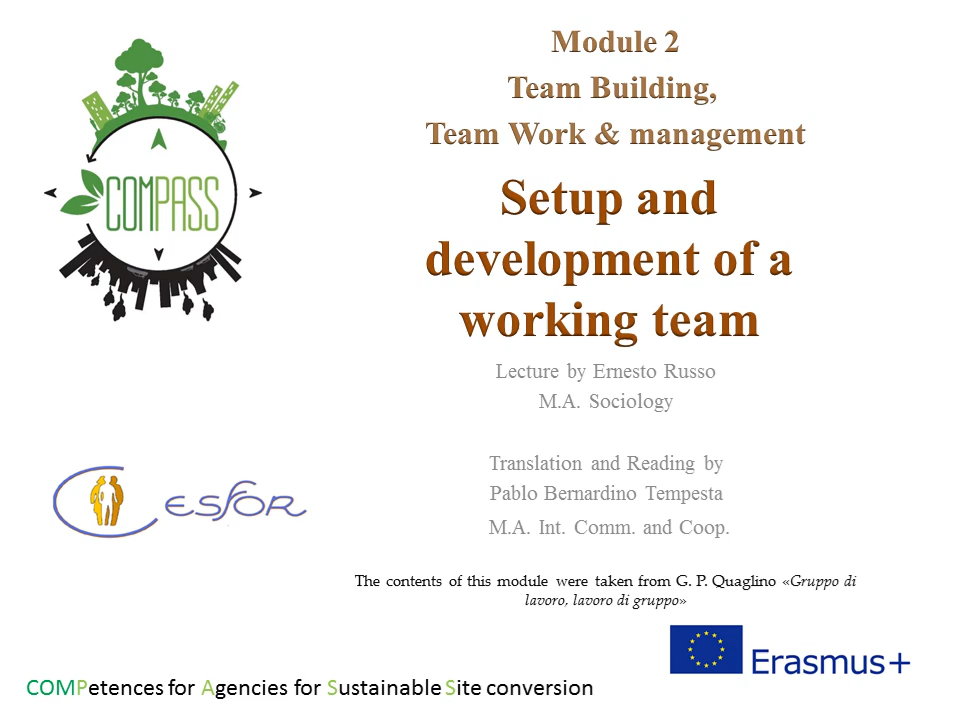 Module 2
Team Building,
Team Work & management
COMPASS
Setup and
development of a
working team
Lecture by Ernesto Russo
M.A. Sociology
Translation and Reading by
Pablo Bernardino Tempesta
M.A. Int. Comm. and Coop.
CESFOR
The contents of this module were taken from G. P. Quaglino «Gruppo di
lavoro, lavoro di gruppo»
Erasmus+
COMPetences for Agencies for Sustainable Site conversion